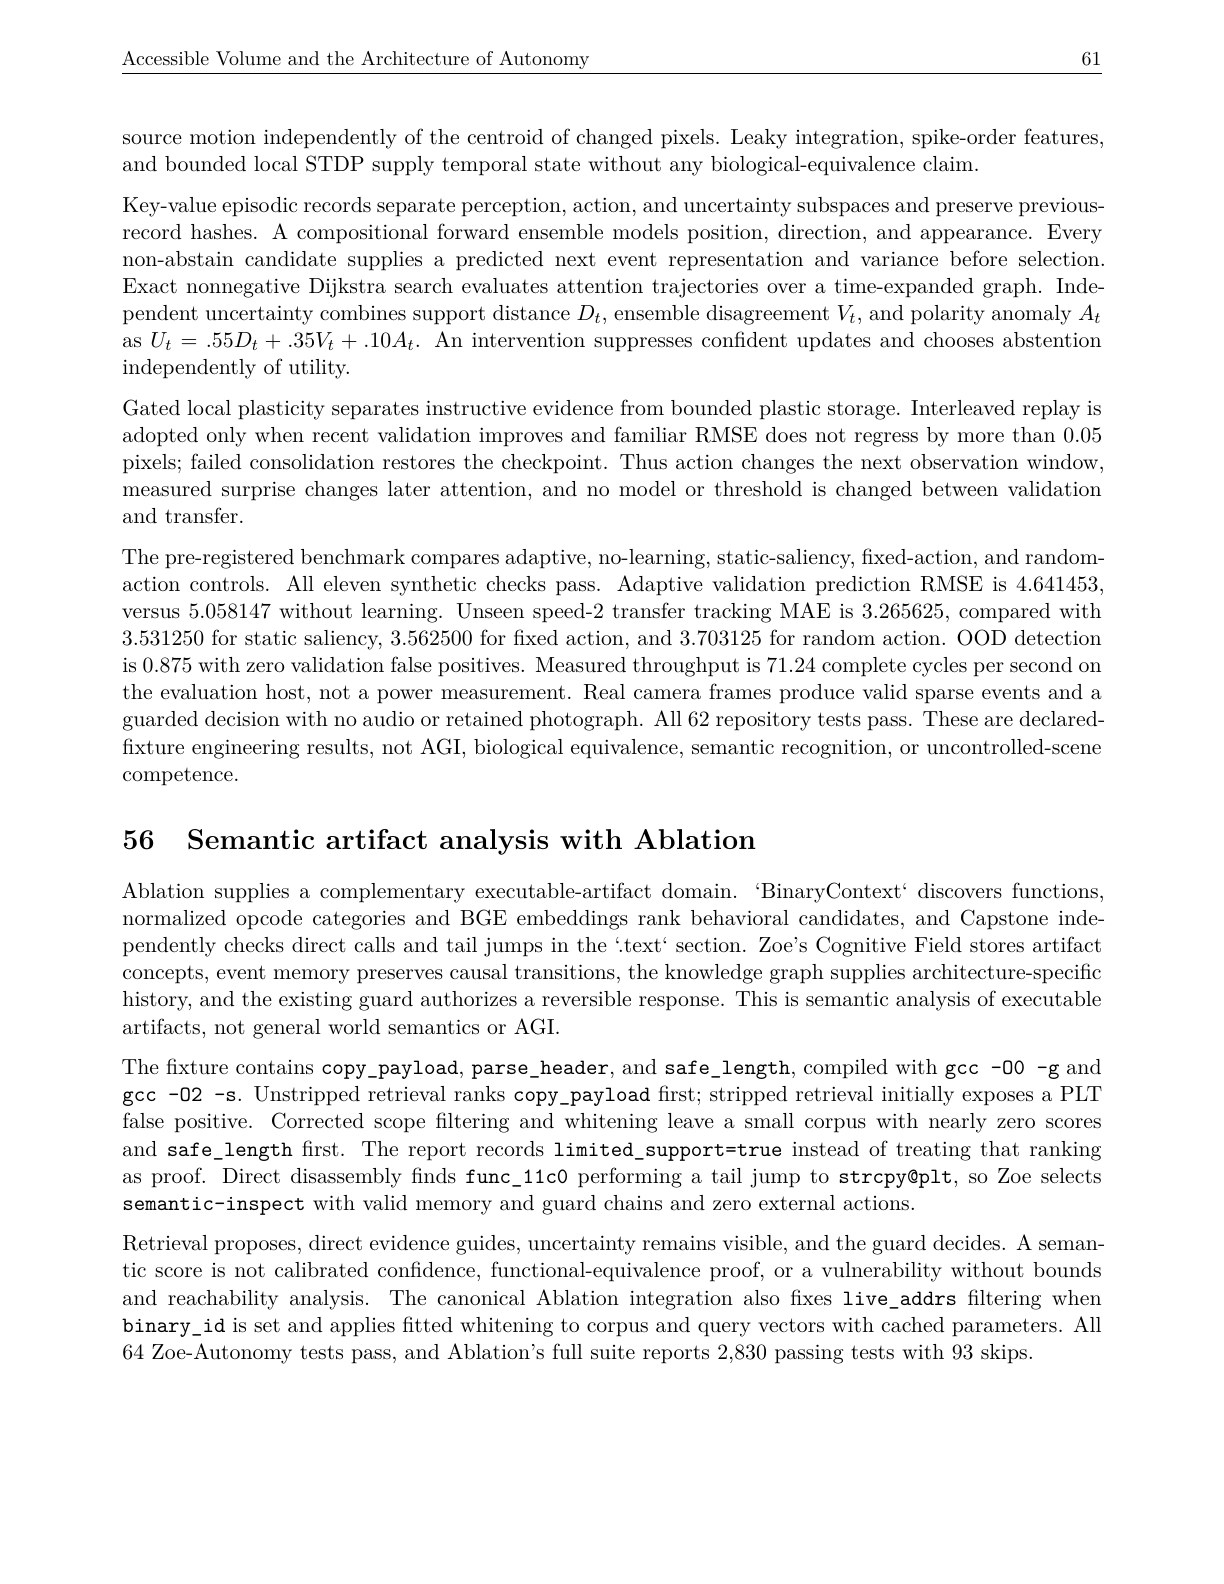 Accessible Volume and the Architecture of Autonomy 61
source motion independently of the centroid of changed pixels. Leaky integration, spike-order features,
and bounded local STDP supply temporal state without any biological-equivalence claim.
Key-value episodic records separate perception, action, and uncertainty subspaces and preserve previous-
record hashes. A compositional forward ensemble models position, direction, and appearance. Every
non-abstain candidate supplies a predicted next event representation and variance before selection.
Exact nonnegative Dijkstra search evaluates attention trajectories over a time-expanded graph. Inde-
pendent uncertainty combines support distance Dₜ, ensemble disagreement Vₜ, and polarity anomaly Aₜ
as Uₜ = .55Dₜ + .35Vₜ + .10Aₜ. An intervention suppresses confident updates and chooses abstention
independently of utility.
Gated local plasticity separates instructive evidence from bounded plastic storage. Interleaved replay is
adopted only when recent validation improves and familiar RMSE does not regress by more than 0.05
pixels; failed consolidation restores the checkpoint. Thus action changes the next observation window,
measured surprise changes later attention, and no model or threshold is changed between validation
and transfer.
The pre-registered benchmark compares adaptive, no-learning, static-saliency, fixed-action, and random-
action controls. All eleven synthetic checks pass. Adaptive validation prediction RMSE is 4.641453,
versus 5.058147 without learning. Unseen speed-2 transfer tracking MAE is 3.265625, compared with
3.531250 for static saliency, 3.562500 for fixed action, and 3.703125 for random action. OOD detection
is 0.875 with zero validation false positives. Measured throughput is 71.24 complete cycles per second on
the evaluation host, not a power measurement. Real camera frames produce valid sparse events and a
guarded decision with no audio or retained photograph. All 62 repository tests pass. These are declared-
fixture engineering results, not AGI, biological equivalence, semantic recognition, or uncontrolled-scene
competence.
56 Semantic artifact analysis with Ablation
Ablation supplies a complementary executable-artifact domain. ‘BinaryContext‘ discovers functions,
normalized opcode categories and BGE embeddings rank behavioral candidates, and Capstone inde-
pendently checks direct calls and tail jumps in the ‘.text‘ section. Zoe’s Cognitive Field stores artifact
concepts, event memory preserves causal transitions, the knowledge graph supplies architecture-specific
history, and the existing guard authorizes a reversible response. This is semantic analysis of executable
artifacts, not general world semantics or AGI.
The fixture contains copy_payload, parse_header, and safe_length, compiled with gcc -O0 -g and
gcc -O2 -s. Unstripped retrieval ranks copy_payload first; stripped retrieval initially exposes a PLT
false positive. Corrected scope filtering and whitening leave a small corpus with nearly zero scores
and safe_length first. The report records limited_support=true instead of treating that ranking
as proof. Direct disassembly finds func_11c0 performing a tail jump to strcpy@plt, so Zoe selects
semantic-inspect with valid memory and guard chains and zero external actions.
Retrieval proposes, direct evidence guides, uncertainty remains visible, and the guard decides. A seman-
tic score is not calibrated confidence, functional-equivalence proof, or a vulnerability without bounds
and reachability analysis. The canonical Ablation integration also fixes live_addrs filtering when
binary_id is set and applies fitted whitening to corpus and query vectors with cached parameters. All
64 Zoe-Autonomy tests pass, and Ablation’s full suite reports 2,830 passing tests with 93 skips.